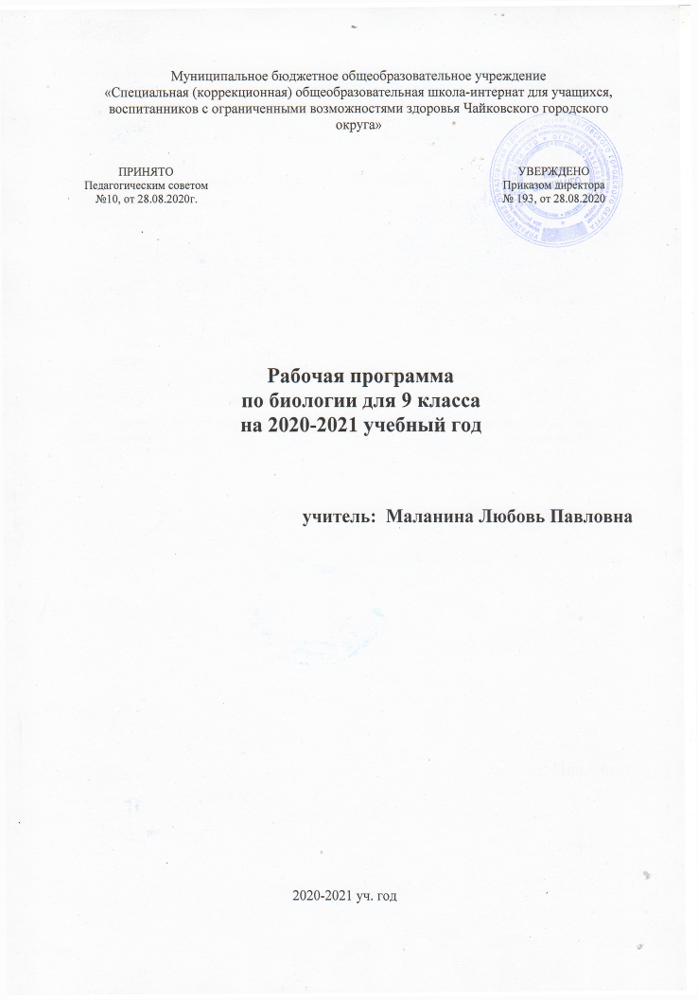 Муниципальное бюджетное общеобразовательное учреждение
«Специальная (коррекционная) общеобразовательная школа-интернат для учащихся,
воспитанников с ограниченными возможностями здоровья Чайковского городского
округа»
ПРИНЯТО
Педагогическим советом
№10, от 28.08.2020г.
УВЕРЖДЕНО
Приказом директора
№ 193, от 28.08.2020
Рабочая программа
по биологии для 9 класса
на 2020-2021 учебный год
учитель:  Маланина Любовь Павловна
2020-2021 уч. год